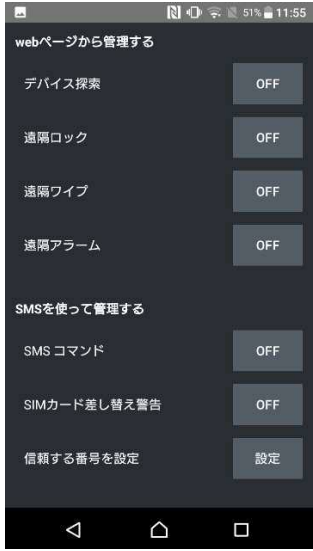 51% 11:55
webページから管理する
デバイス探索 OFF
遠隔ロック OFF
遠隔ワイプ OFF
遠隔アラーム OFF
SMSを使って管理する
SMS コマンド OFF
SIMカード差し替え警告 OFF
信頼する番号を設定 設定